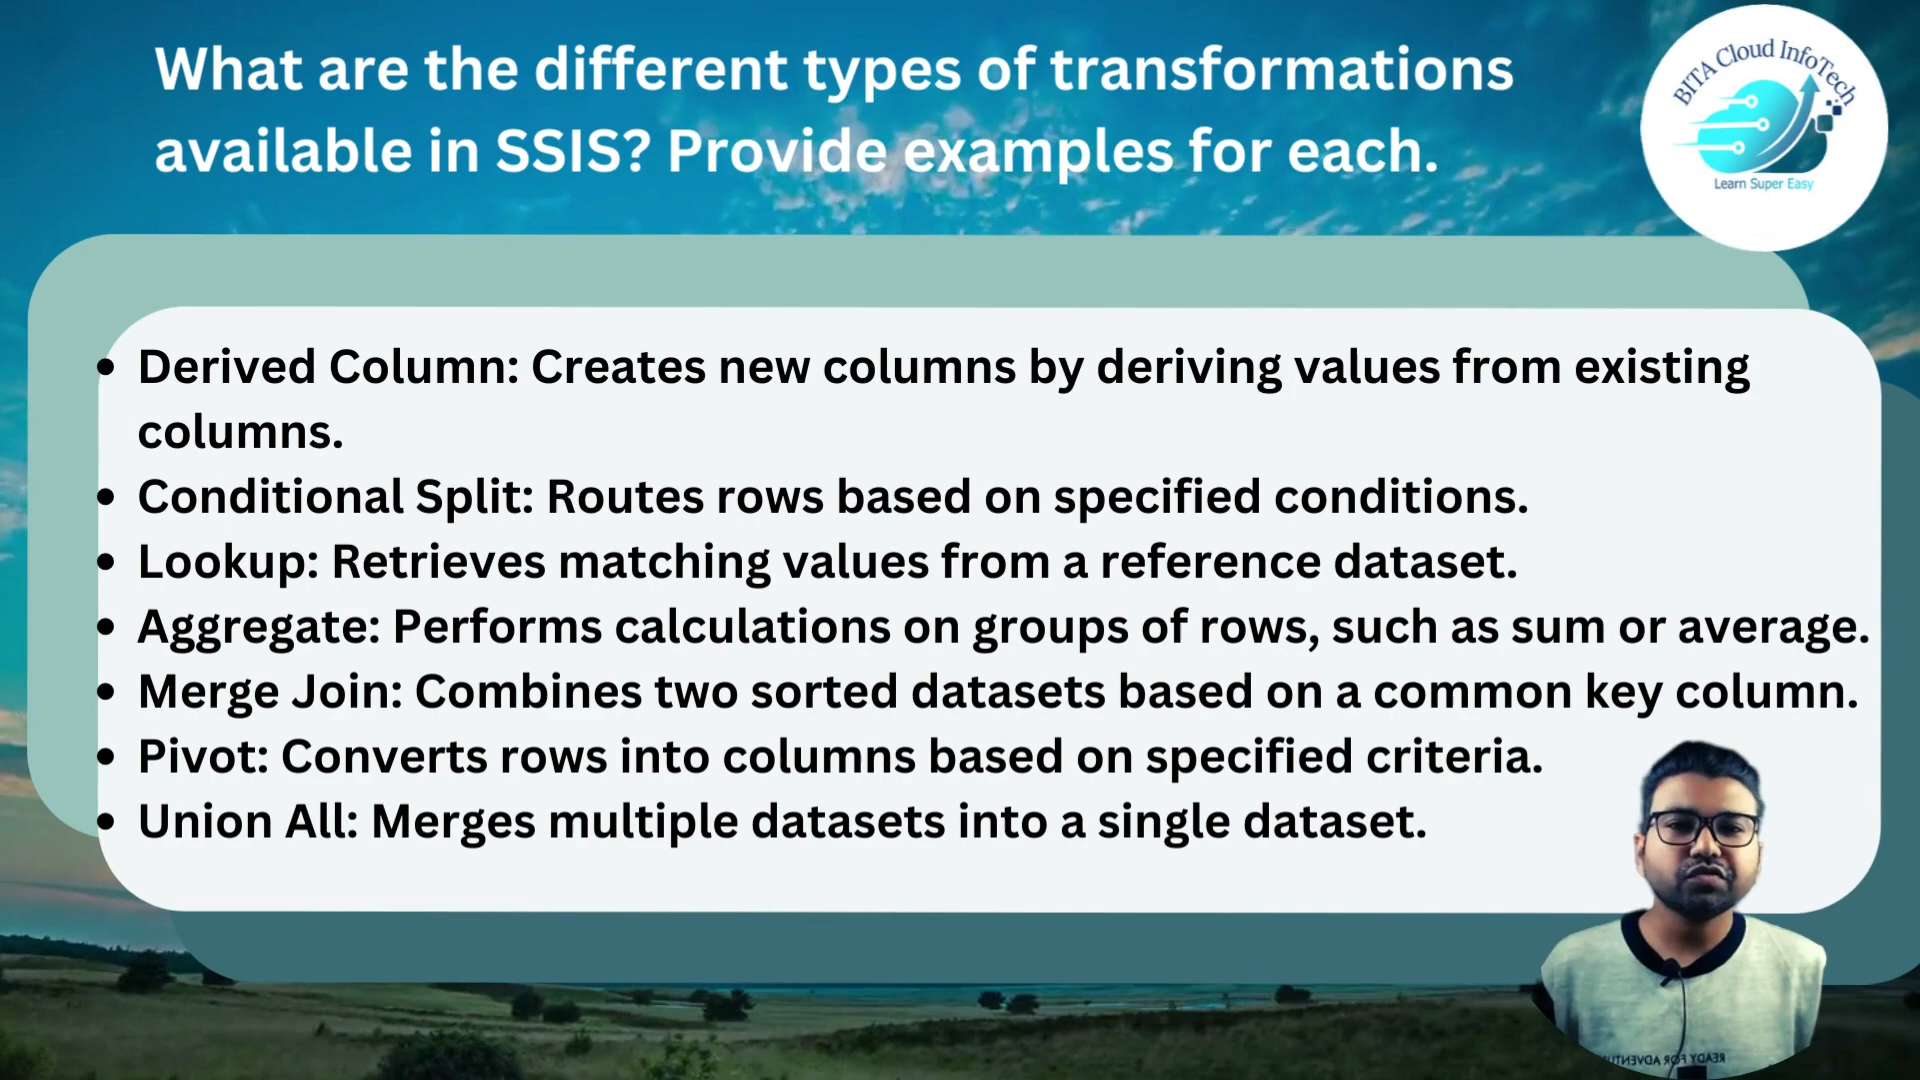 What are the different types of transformations
available in SSIS? Provide examples for each.
BITA Cloud InfoTech
Learn Super Easy
• Derived Column: Creates new columns by deriving values from existing
columns.
• Conditional Split: Routes rows based on specified conditions.
• Lookup: Retrieves matching values from a reference dataset.
• Aggregate: Performs calculations on groups of rows, such as sum or average.
• Merge Join: Combines two sorted datasets based on a common key column.
• Pivot: Converts rows into columns based on specified criteria.
• Union All: Merges multiple datasets into a single dataset.
READY FOR ADVENTU